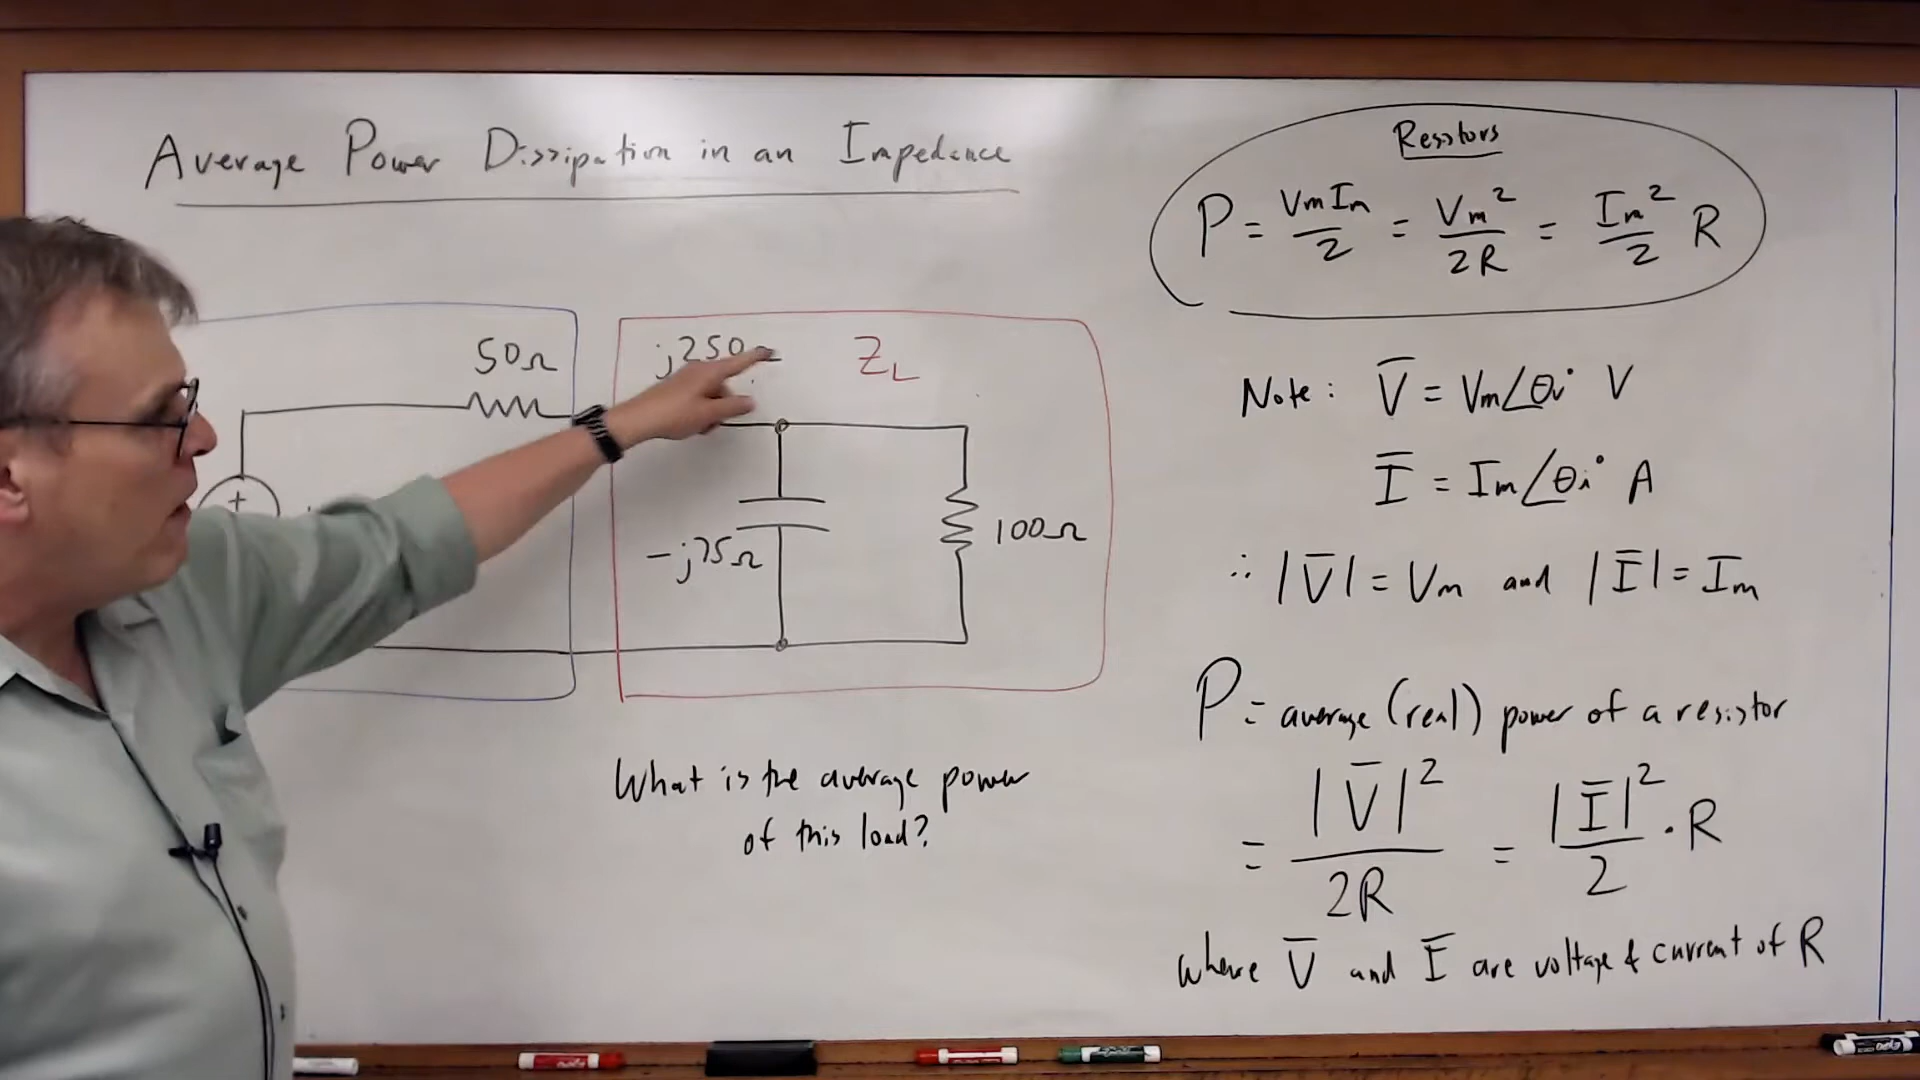 Average Power Dissipation in an Impedance
50Ω
j250Ω
Z_L
+
-j75Ω
100Ω
What is the average power
of this load?
Resistors
P = VmIm/2 = Vm²/2R = Im²/2 R
Note: V̅ = Vm∠θv° V
I̅ = Im∠θi° A
∴ |V̅| = Vm and |I̅| = Im
P = average (real) power of a resistor
= |V̅|²/2R = |I̅|²/2 · R
where V̅ and I̅ are voltage & current of R
expo